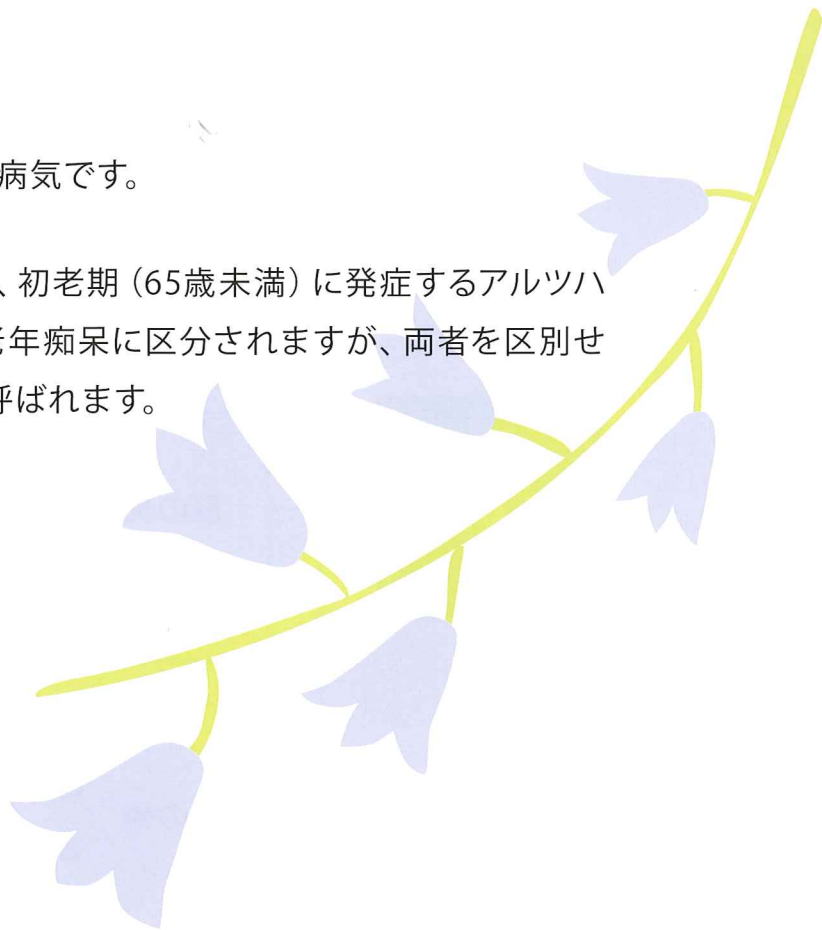 病気です。
、初老期（65歳未満）に発症するアルツハ
老年痴呆に区分されますが、両者を区別せ
呼ばれます。